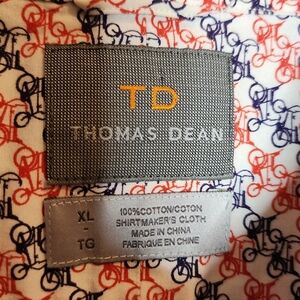 TD
THOMAS DEAN
XL
TG
100%COTTON/COTON
SHIRTMAKER'S CLOTH
MADE IN CHINA
FABRIQUE EN CHINE